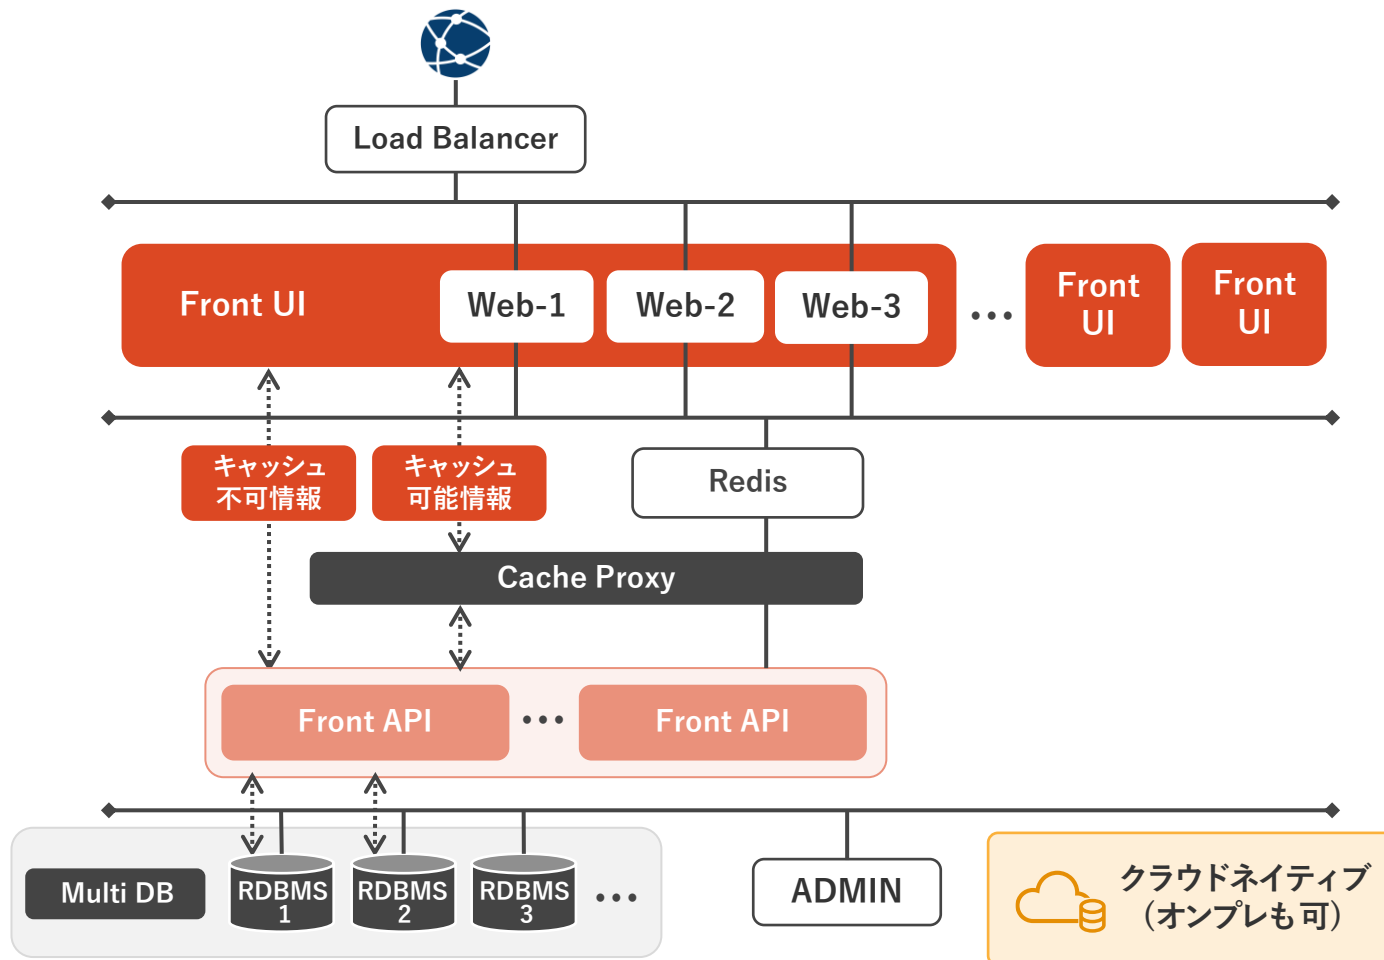 Load Balancer
Front UI
Web-1
Web-2
Web-3
...
Front
UI
Front
UI
キャッシュ
不可情報
キャッシュ
可能情報
Redis
Cache Proxy
Front API
...
Front API
Multi DB
RDBMS
1
RDBMS
2
RDBMS
3
...
ADMIN
クラウドネイティブ
（オンプレも可）